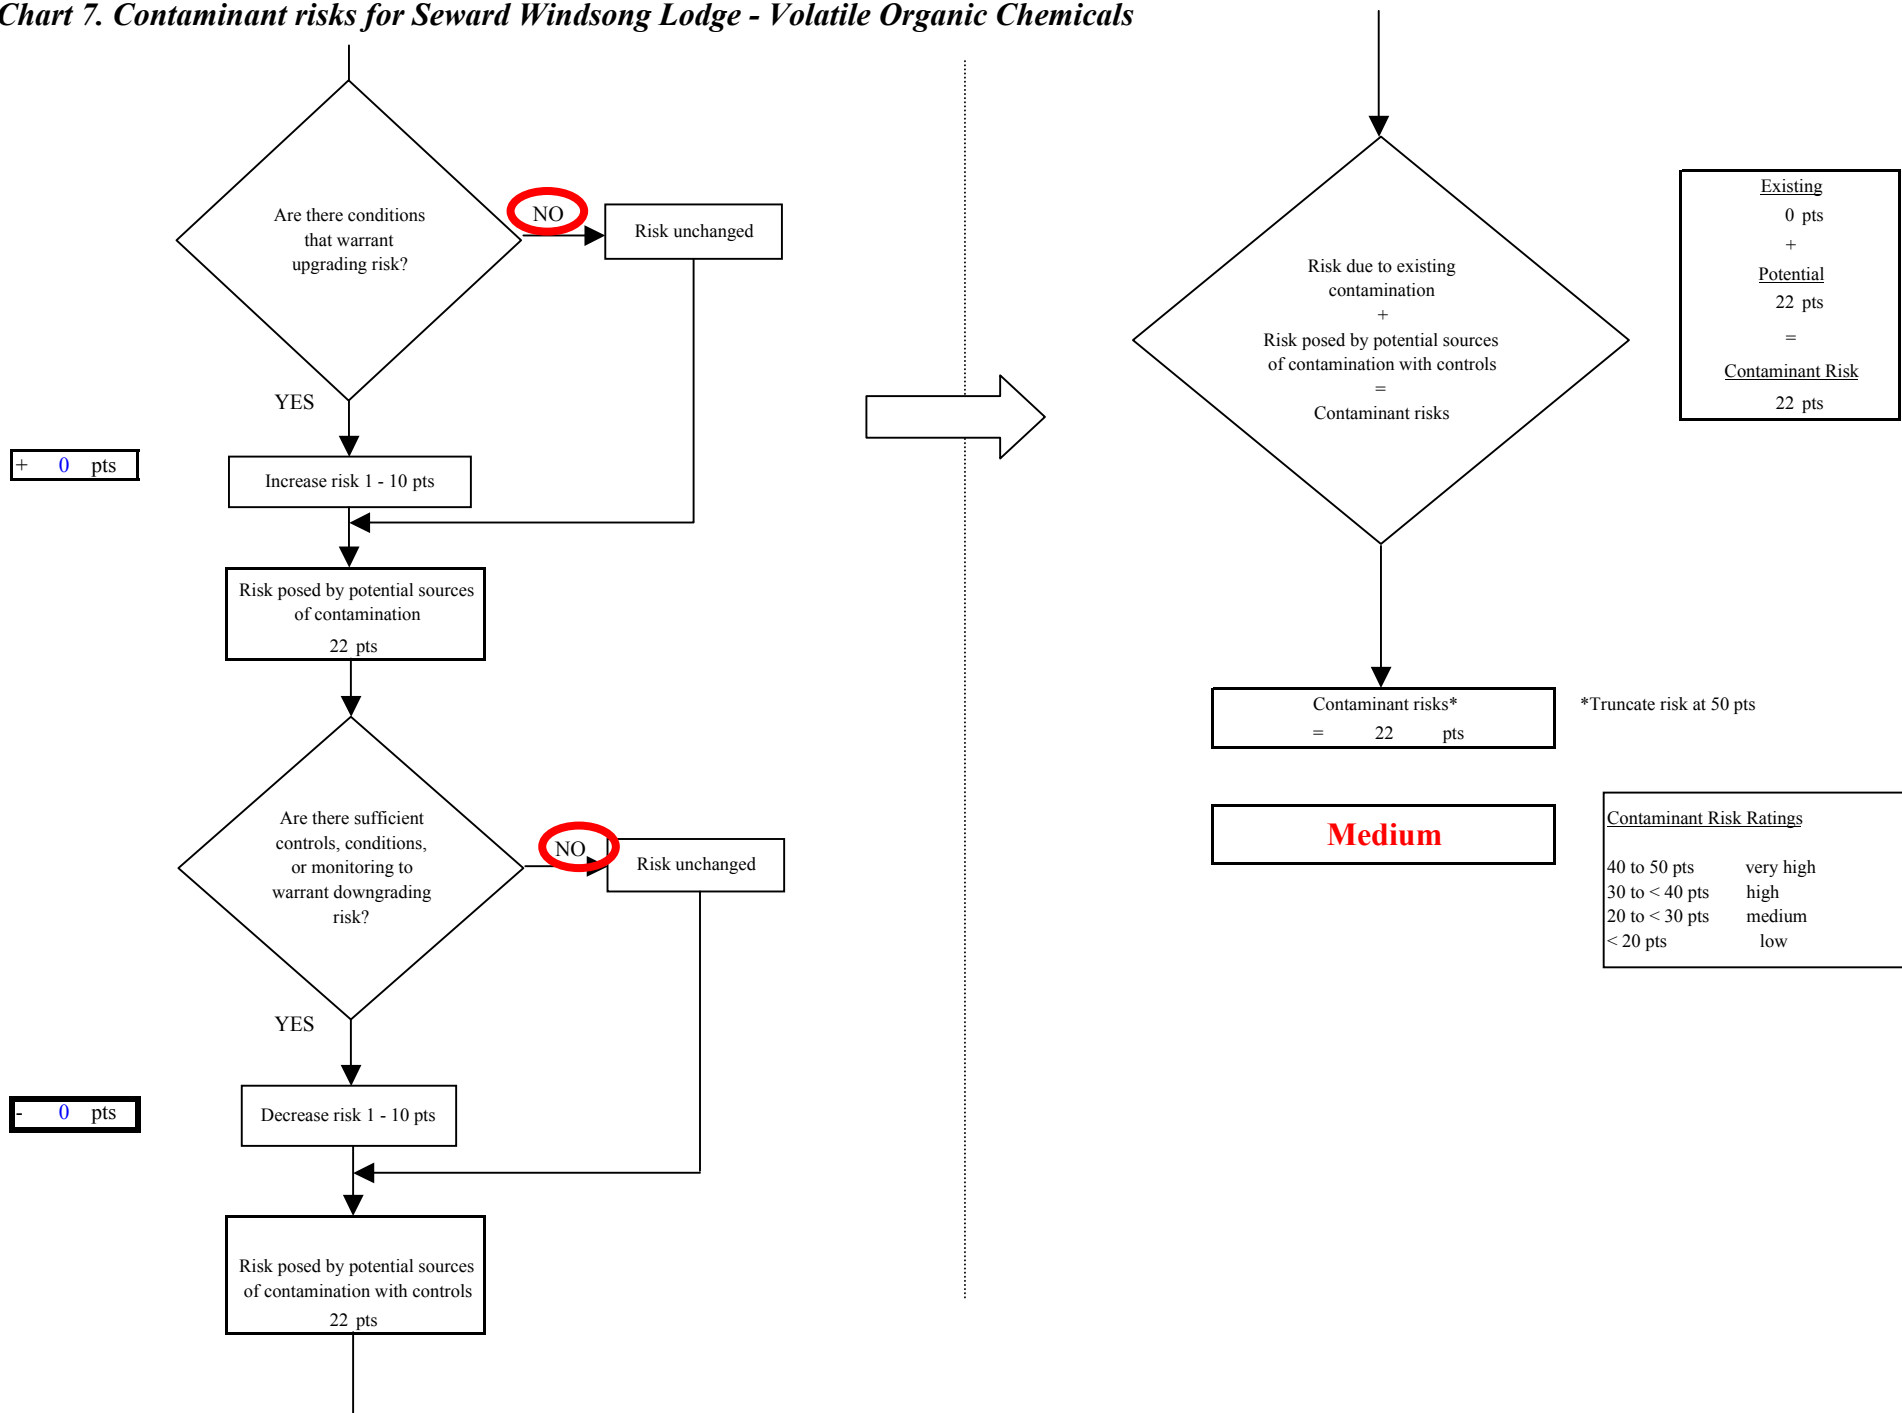 Chart 7. Contaminant risks for Seward Windsong Lodge - Volatile Organic Chemicals
Are there conditions
that warrant
upgrading risk?
NO
Risk unchanged
YES
+ 0 pts
Increase risk 1 - 10 pts
Risk posed by potential sources
of contamination
22 pts
Are there sufficient
controls, conditions,
or monitoring to
warrant downgrading
risk?
NO
Risk unchanged
YES
- 0 pts
Decrease risk 1 - 10 pts
Risk posed by potential sources
of contamination with controls
22 pts
Risk due to existing
contamination
+
Risk posed by potential sources
of contamination with controls
=
Contaminant risks
Existing
0 pts
+
Potential
22 pts
=
Contaminant Risk
22 pts
Contaminant risks*
= 22 pts
*Truncate risk at 50 pts
Medium
Contaminant Risk Ratings
40 to 50 pts very high
30 to < 40 pts high
20 to < 30 pts medium
< 20 pts low